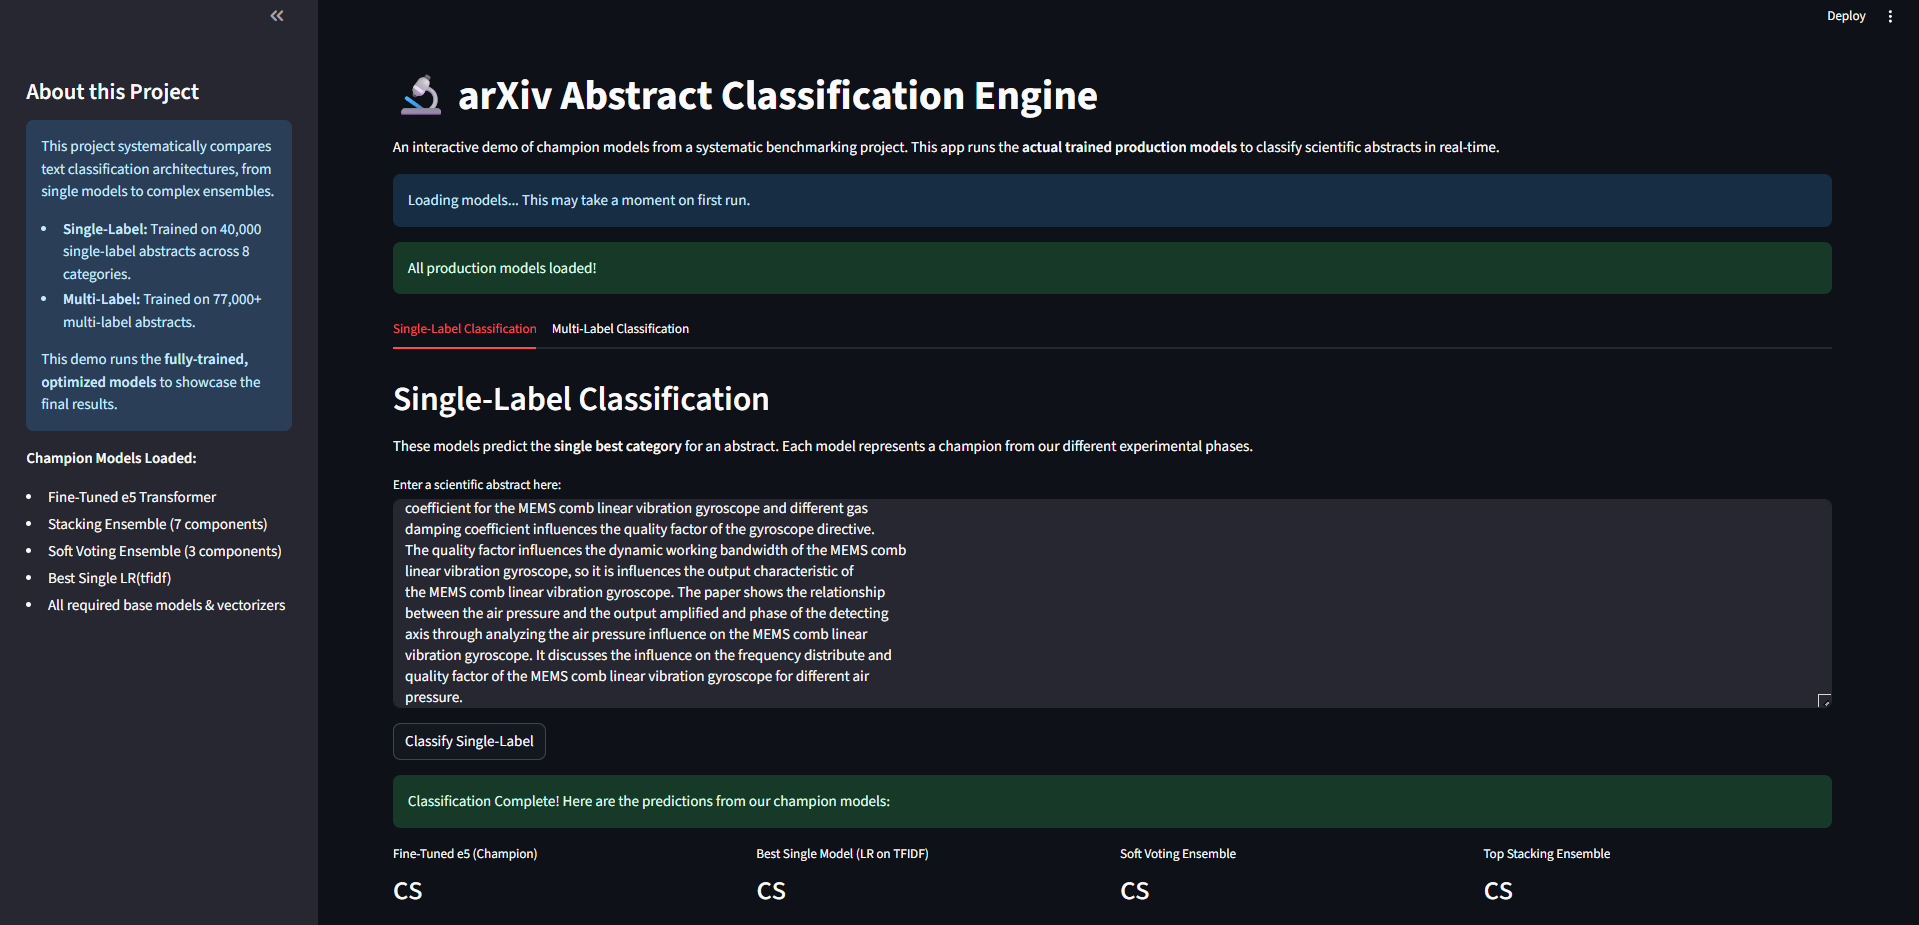 Deploy
About this Project
This project systematically compares
text classification architectures, from
single models to complex ensembles.
Single-Label: Trained on 40,000
single-label abstracts across 8
categories.
Multi-Label: Trained on 77,000+
multi-label abstracts.
This demo runs the fully-trained,
optimized models to showcase the
final results.
Champion Models Loaded:
Fine-Tuned e5 Transformer
Stacking Ensemble (7 components)
Soft Voting Ensemble (3 components)
Best Single LR(tfidf)
All required base models & vectorizers
arXiv Abstract Classification Engine
An interactive demo of champion models from a systematic benchmarking project. This app runs the actual trained production models to classify scientific abstracts in real-time.
Loading models... This may take a moment on first run.
All production models loaded!
Single-Label Classification Multi-Label Classification
Single-Label Classification
These models predict the single best category for an abstract. Each model represents a champion from our different experimental phases.
Enter a scientific abstract here:
coefficient for the MEMS comb linear vibration gyroscope and different gas
damping coefficient influences the quality factor of the gyroscope directive.
The quality factor influences the dynamic working bandwidth of the MEMS comb
linear vibration gyroscope, so it is influences the output characteristic of
the MEMS comb linear vibration gyroscope. The paper shows the relationship
between the air pressure and the output amplified and phase of the detecting
axis through analyzing the air pressure influence on the MEMS comb linear
vibration gyroscope. It discusses the influence on the frequency distribute and
quality factor of the MEMS comb linear vibration gyroscope for different air
pressure.
Classify Single-Label
Classification Complete! Here are the predictions from our champion models:
Fine-Tuned e5 (Champion) Best Single Model (LR on TFIDF) Soft Voting Ensemble Top Stacking Ensemble
CS CS CS CS